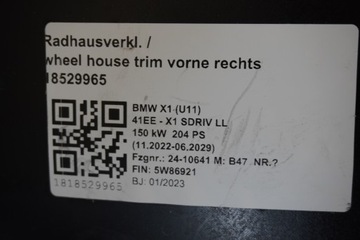 Radhausverkl. /
wheel house trim vorne rechts
18529965
BMW X1 (U11)
41EE - X1 SDRIV LL
150 kW 204 PS
(11.2022-06.2029)
Fzgnr.: 24-10641 M: B47 NR.?
FIN: 5W86921
BJ: 01/2023
1818529965